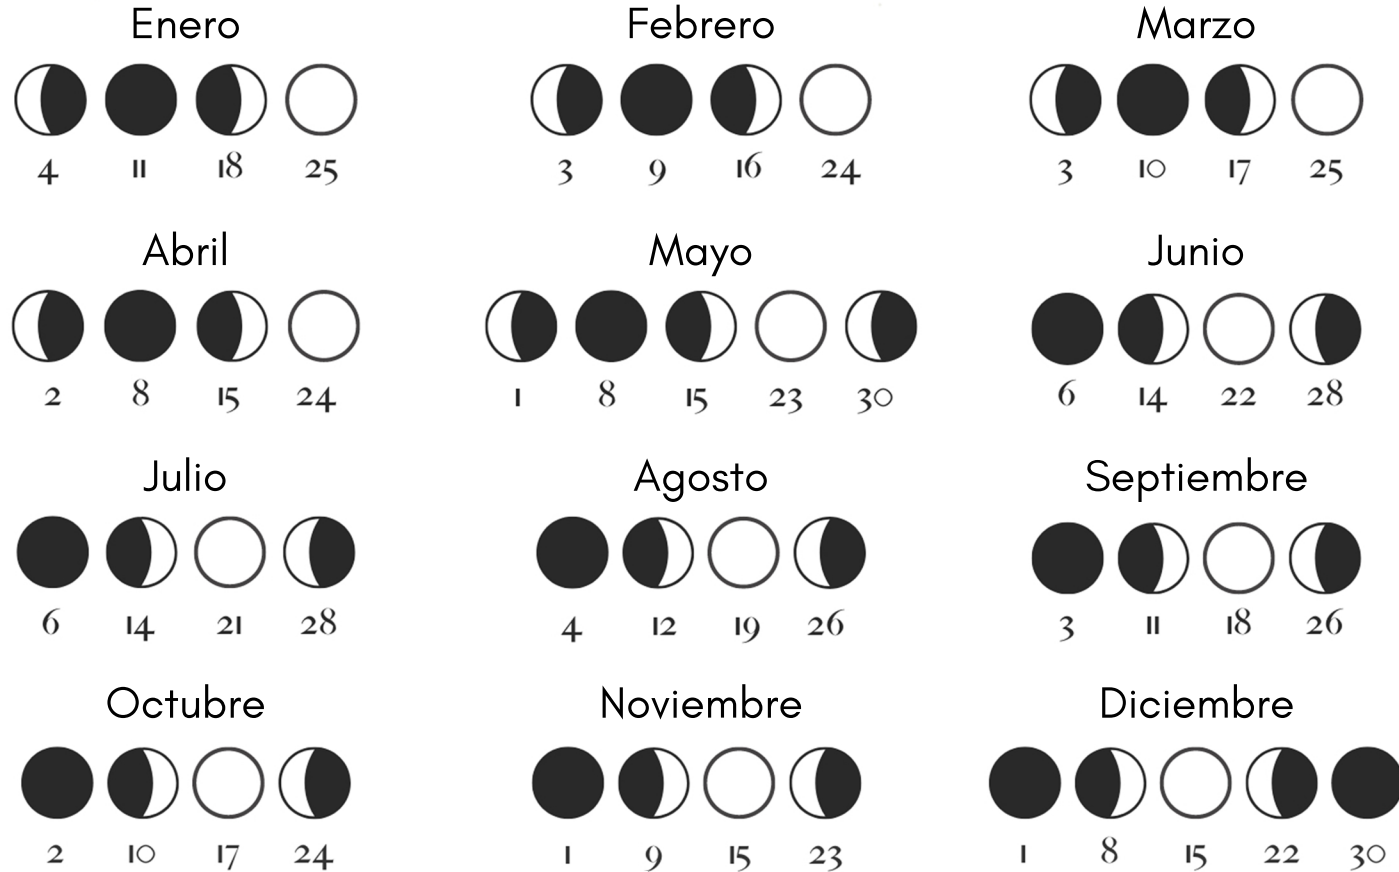 Enero Febrero Marzo
4 11 18 25 3 9 16 24 3 10 17 25
Abril Mayo Junio
2 8 15 24 1 8 15 23 30 6 14 22 28
Julio Agosto Septiembre
6 14 21 28 4 12 19 26 3 11 18 26
Octubre Noviembre Diciembre
2 10 17 24 1 9 15 23 1 8 15 22 30